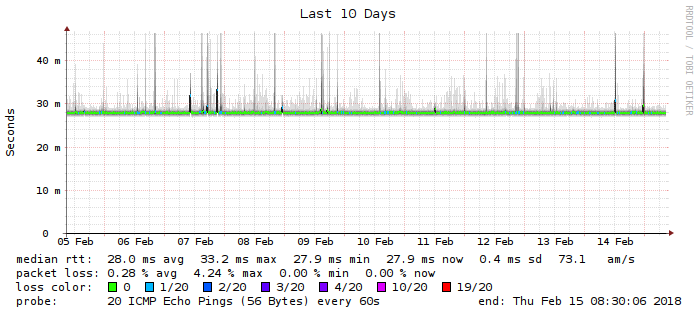 Last 10 Days
RRDTOOL / TOBI OETIKER
Seconds
40 m
30 m
20 m
10 m
0
05 Feb 06 Feb 07 Feb 08 Feb 09 Feb 10 Feb 11 Feb 12 Feb 13 Feb 14 Feb
median rtt: 28.0 ms avg 33.2 ms max 27.9 ms min 27.9 ms now 0.4 ms sd 73.1 am/s
packet loss: 0.28 % avg 4.24 % max 0.00 % min 0.00 % now
loss color: 0 1/20 2/20 3/20 4/20 10/20 19/20
probe: 20 ICMP Echo Pings (56 Bytes) every 60s end: Thu Feb 15 08:30:06 2018